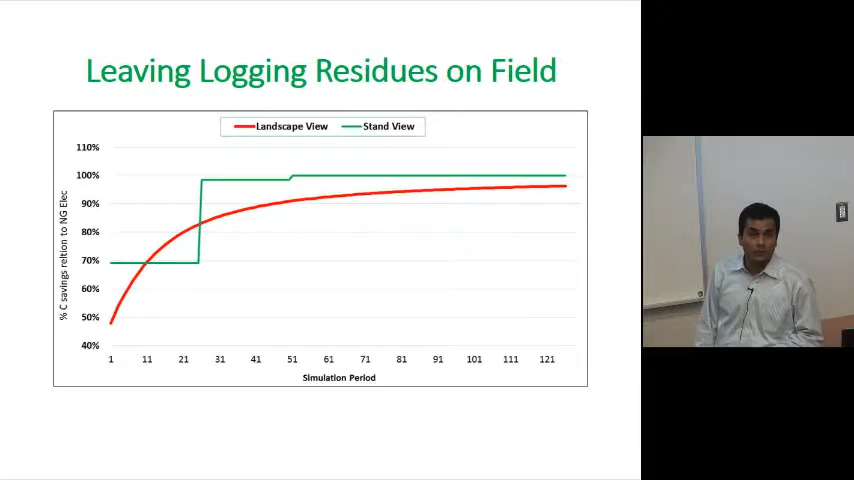 Leaving Logging Residues on Field
Landscape View Stand View
110%
100%
90%
80%
70%
60%
50%
40%
% C savings reltion to NG Elec
1 11 21 31 41 51 61 71 81 91 101 111 121
Simulation Period